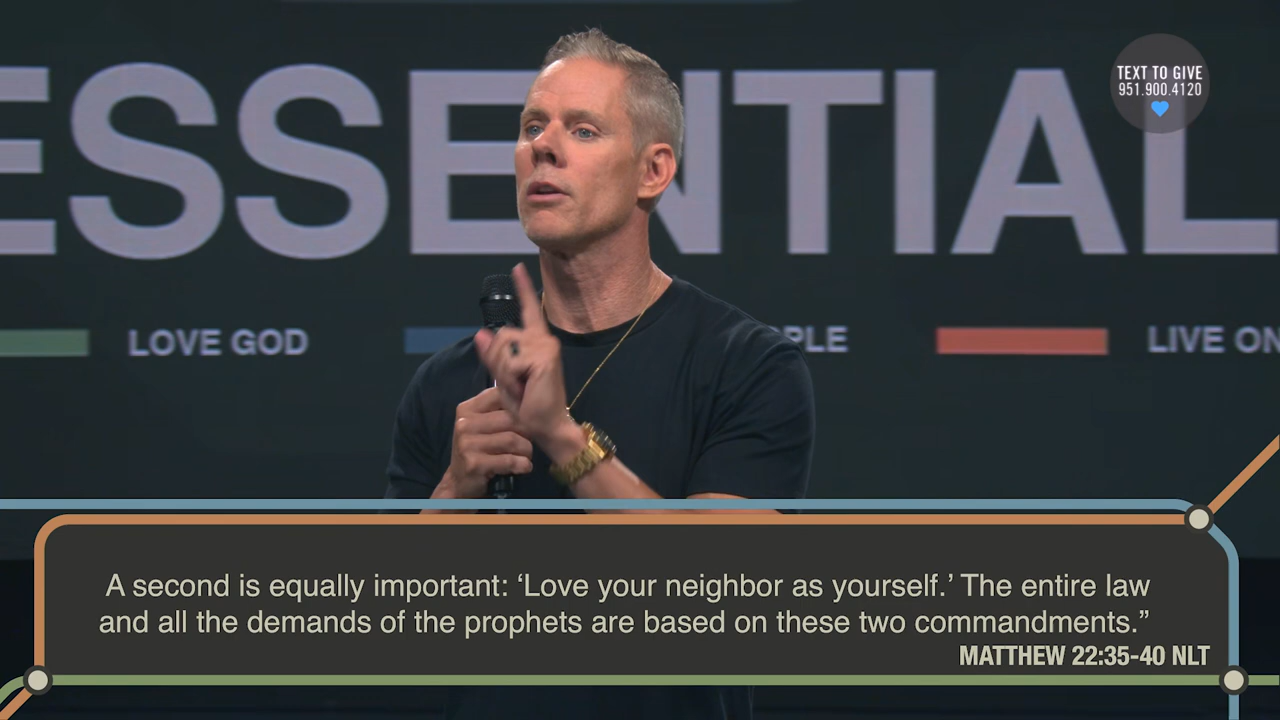 ESSENTIAL
TEXT TO GIVE
951.900.4120
LOVE GOD
LIVE ON
A second is equally important: ‘Love your neighbor as yourself.’ The entire law
and all the demands of the prophets are based on these two commandments.”
MATTHEW 22:35-40 NLT